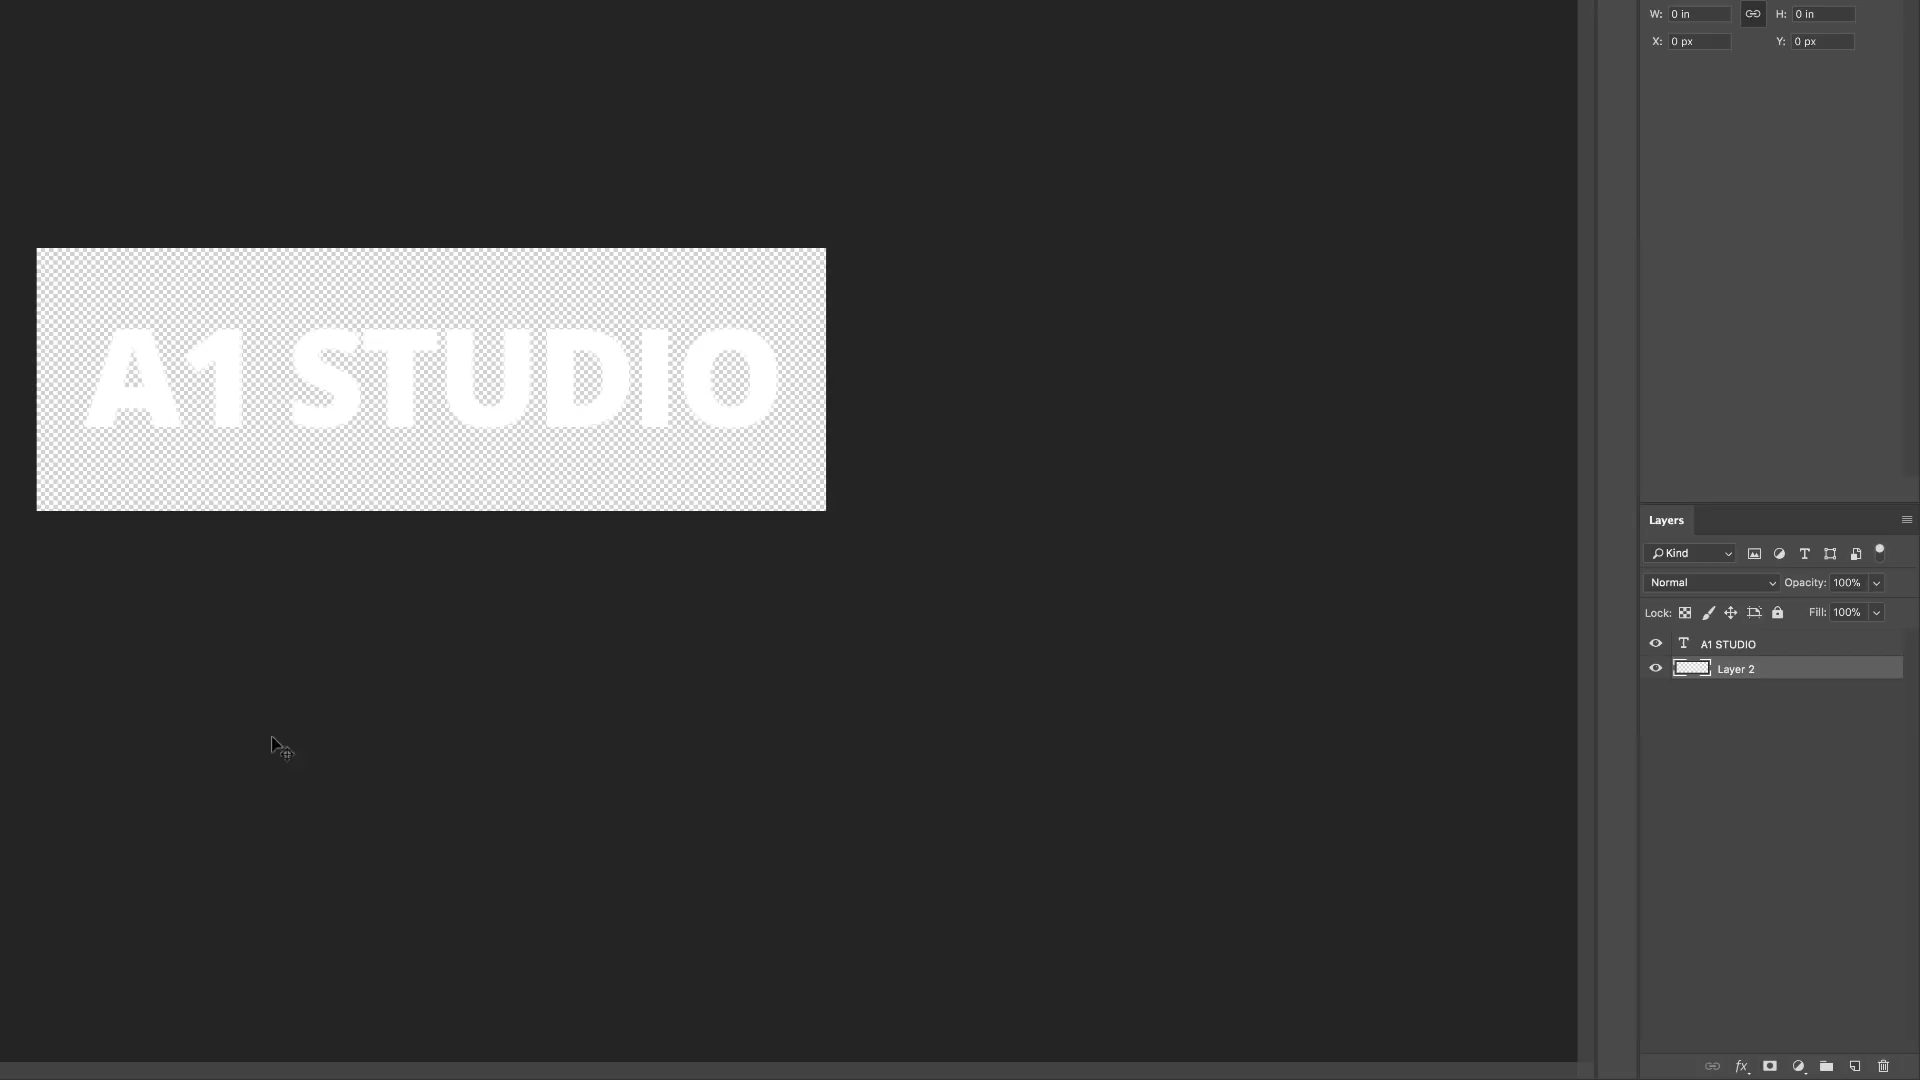 W: 0 in H: 0 in
X: 0 px Y: 0 px
A1 STUDIO
Layers
Kind
Normal Opacity: 100%
Lock: Fill: 100%
A1 STUDIO
Layer 2
fx